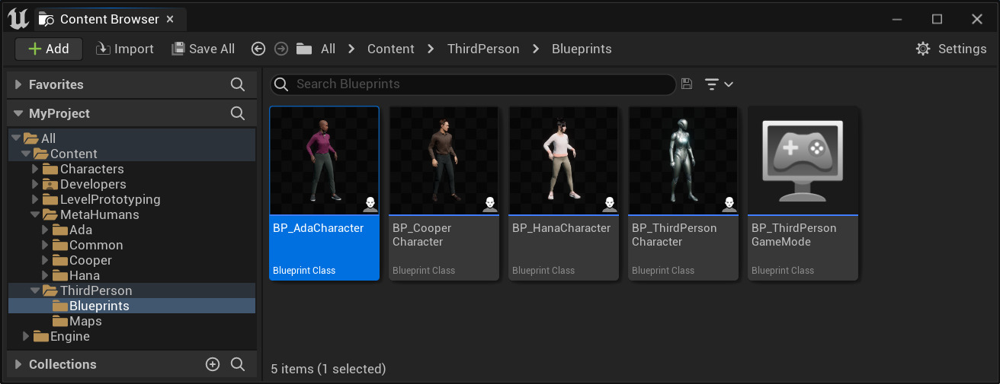 Content Browser
Add
Import
Save All
All
Content
ThirdPerson
Blueprints
Settings
Favorites
MyProject
All
Content
Characters
Developers
LevelPrototyping
MetaHumans
Ada
Common
Cooper
Hana
ThirdPerson
Blueprints
Maps
Engine
Collections
Search Blueprints
BP_AdaCharacter
Blueprint Class
BP_Cooper
Character
Blueprint Class
BP_HanaCharacter
Blueprint Class
BP_ThirdPerson
Character
Blueprint Class
BP_ThirdPerson
GameMode
Blueprint Class
5 items (1 selected)